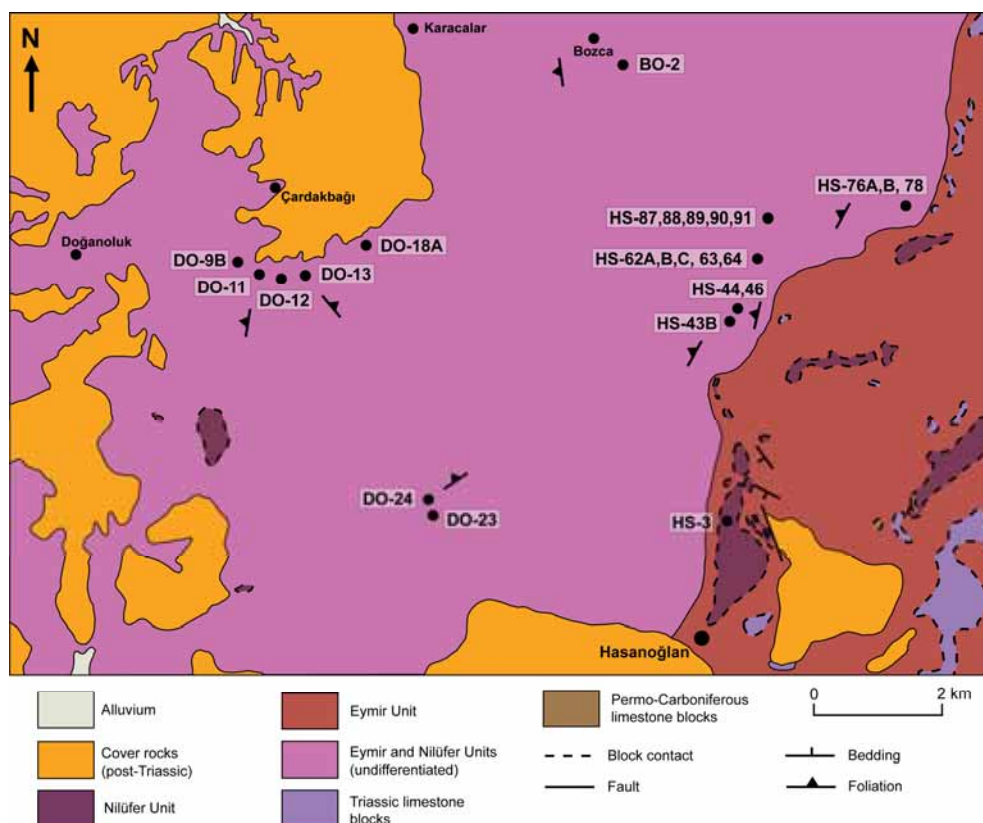 N
Karacalar
Bozca
BO-2
HS-76A,B, 78
Çardakbağı
HS-87,88,89,90,91
Doğanoluk
DO-18A
DO-9B
HS-62A,B,C, 63,64
DO-11
DO-13
DO-12
HS-44,46
HS-43B
DO-24
DO-23
HS-3
Hasanoğlan
Alluvium
Cover rocks
(post-Triassic)
Nilüfer Unit
Eymir Unit
Eymir and Nilüfer Units
(undifferentiated)
Triassic limestone
blocks
Permo-Carboniferous
limestone blocks
Block contact
Fault
0 2 km
Bedding
Foliation